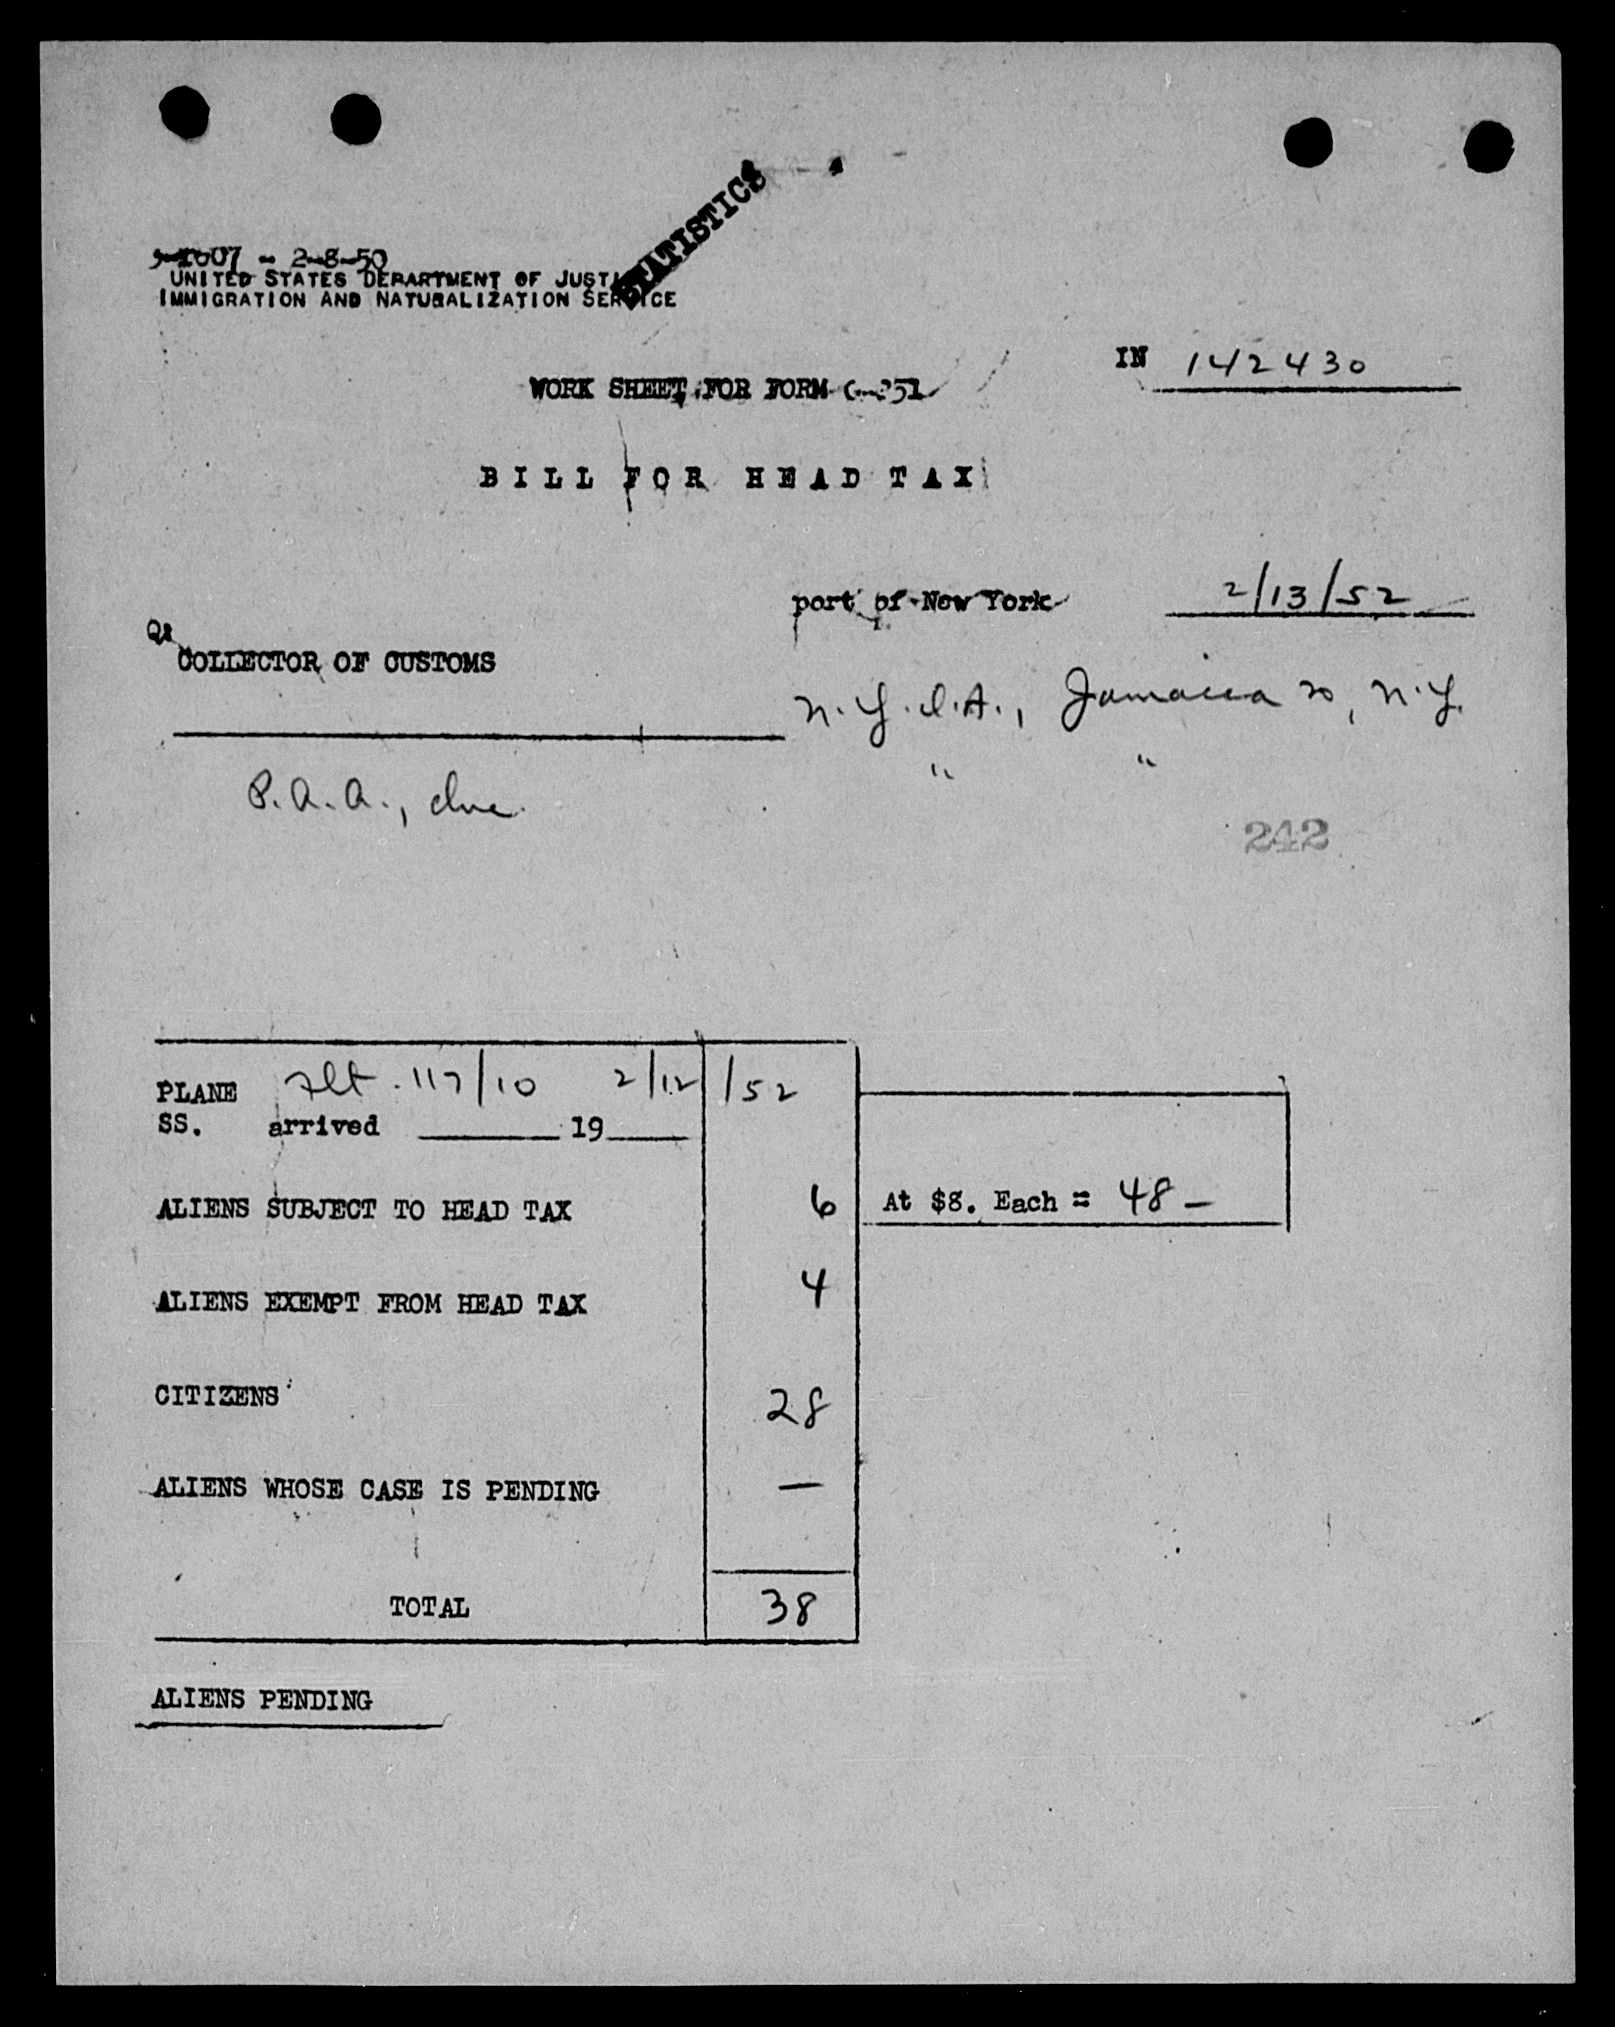 STATISTICS
-1007 - 2-8-50
UNITED STATES DEPARTMENT OF JUSTICE
IMMIGRATION AND NATURALIZATION SERVICE
IN 142430
WORK SHEET FOR FORM G-251
BILL FOR HEAD TAX
port of New York 2/13/52
COLLECTOR OF CUSTOMS
N.Y.I.A., Jamaica 20, N.Y.
" "
P.A.A., Inc.
242
PLANE Flt. 117/10 2/12/52
SS. arrived 19
ALIENS SUBJECT TO HEAD TAX 6 At $8. Each = 48 -
ALIENS EXEMPT FROM HEAD TAX 4
CITIZENS 28
ALIENS WHOSE CASE IS PENDING —
TOTAL 38
ALIENS PENDING